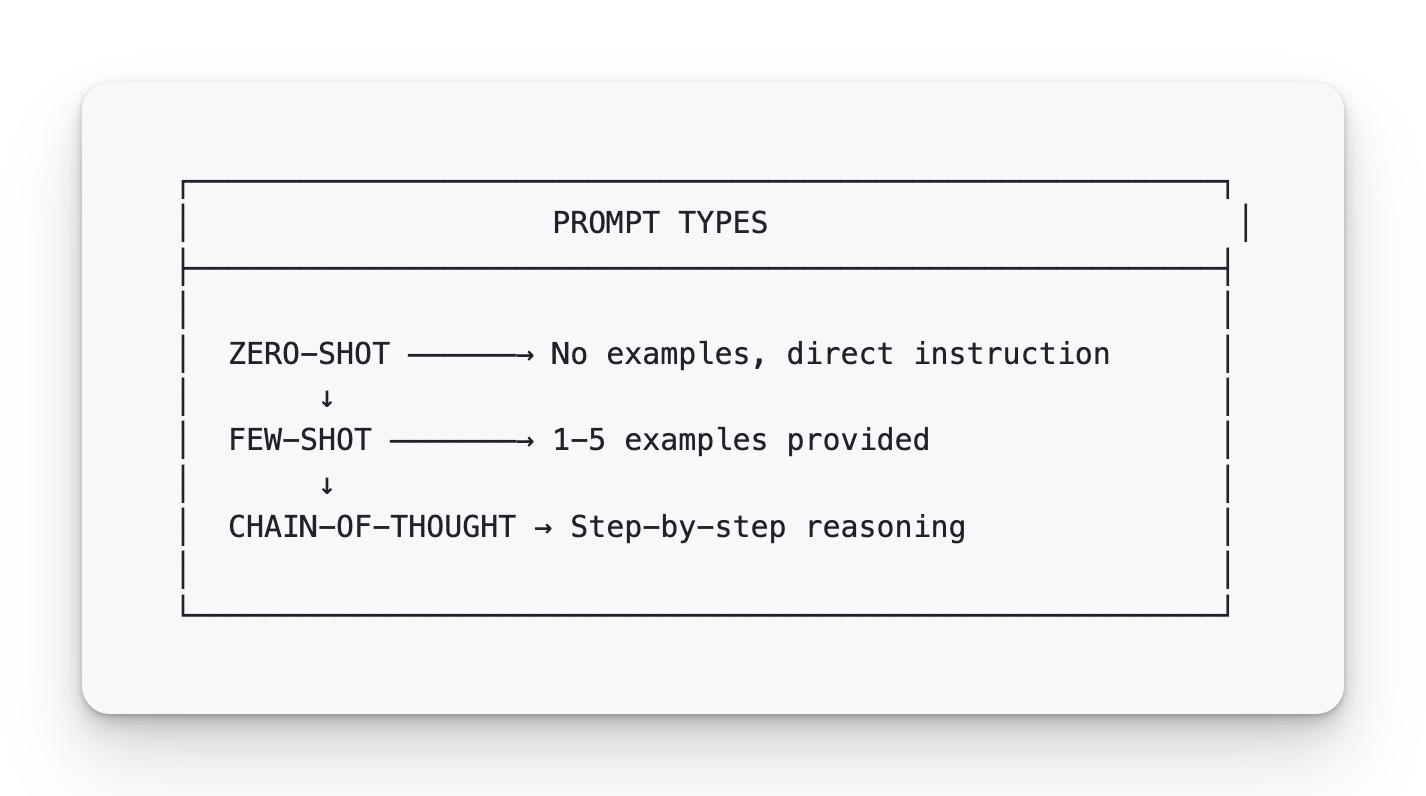 PROMPT TYPES
ZERO-SHOT ──────→ No examples, direct instruction
↓
FEW-SHOT ───────→ 1-5 examples provided
↓
CHAIN-OF-THOUGHT → Step-by-step reasoning